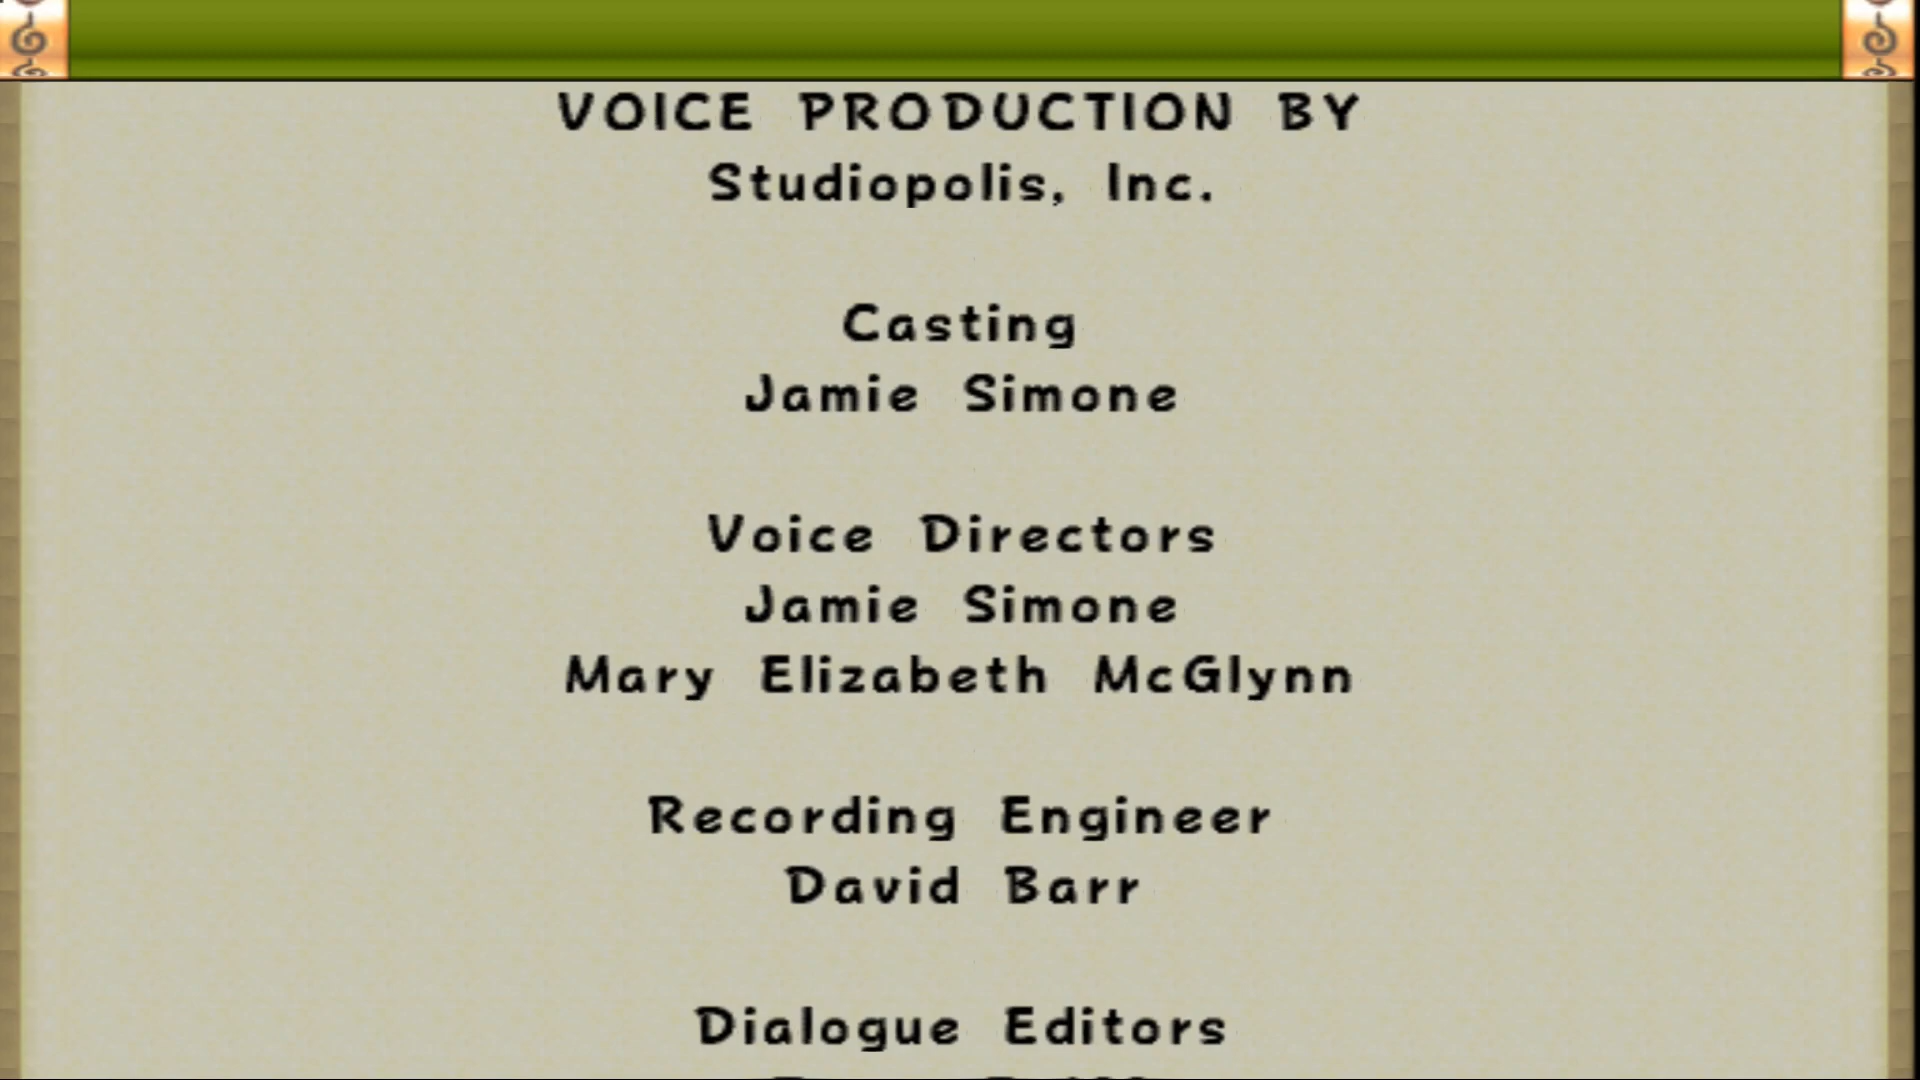 VOICE PRODUCTION BY
Studiopolis, Inc.
Casting
Jamie Simone
Voice Directors
Jamie Simone
Mary Elizabeth McGlynn
Recording Engineer
David Barr
Dialogue Editors